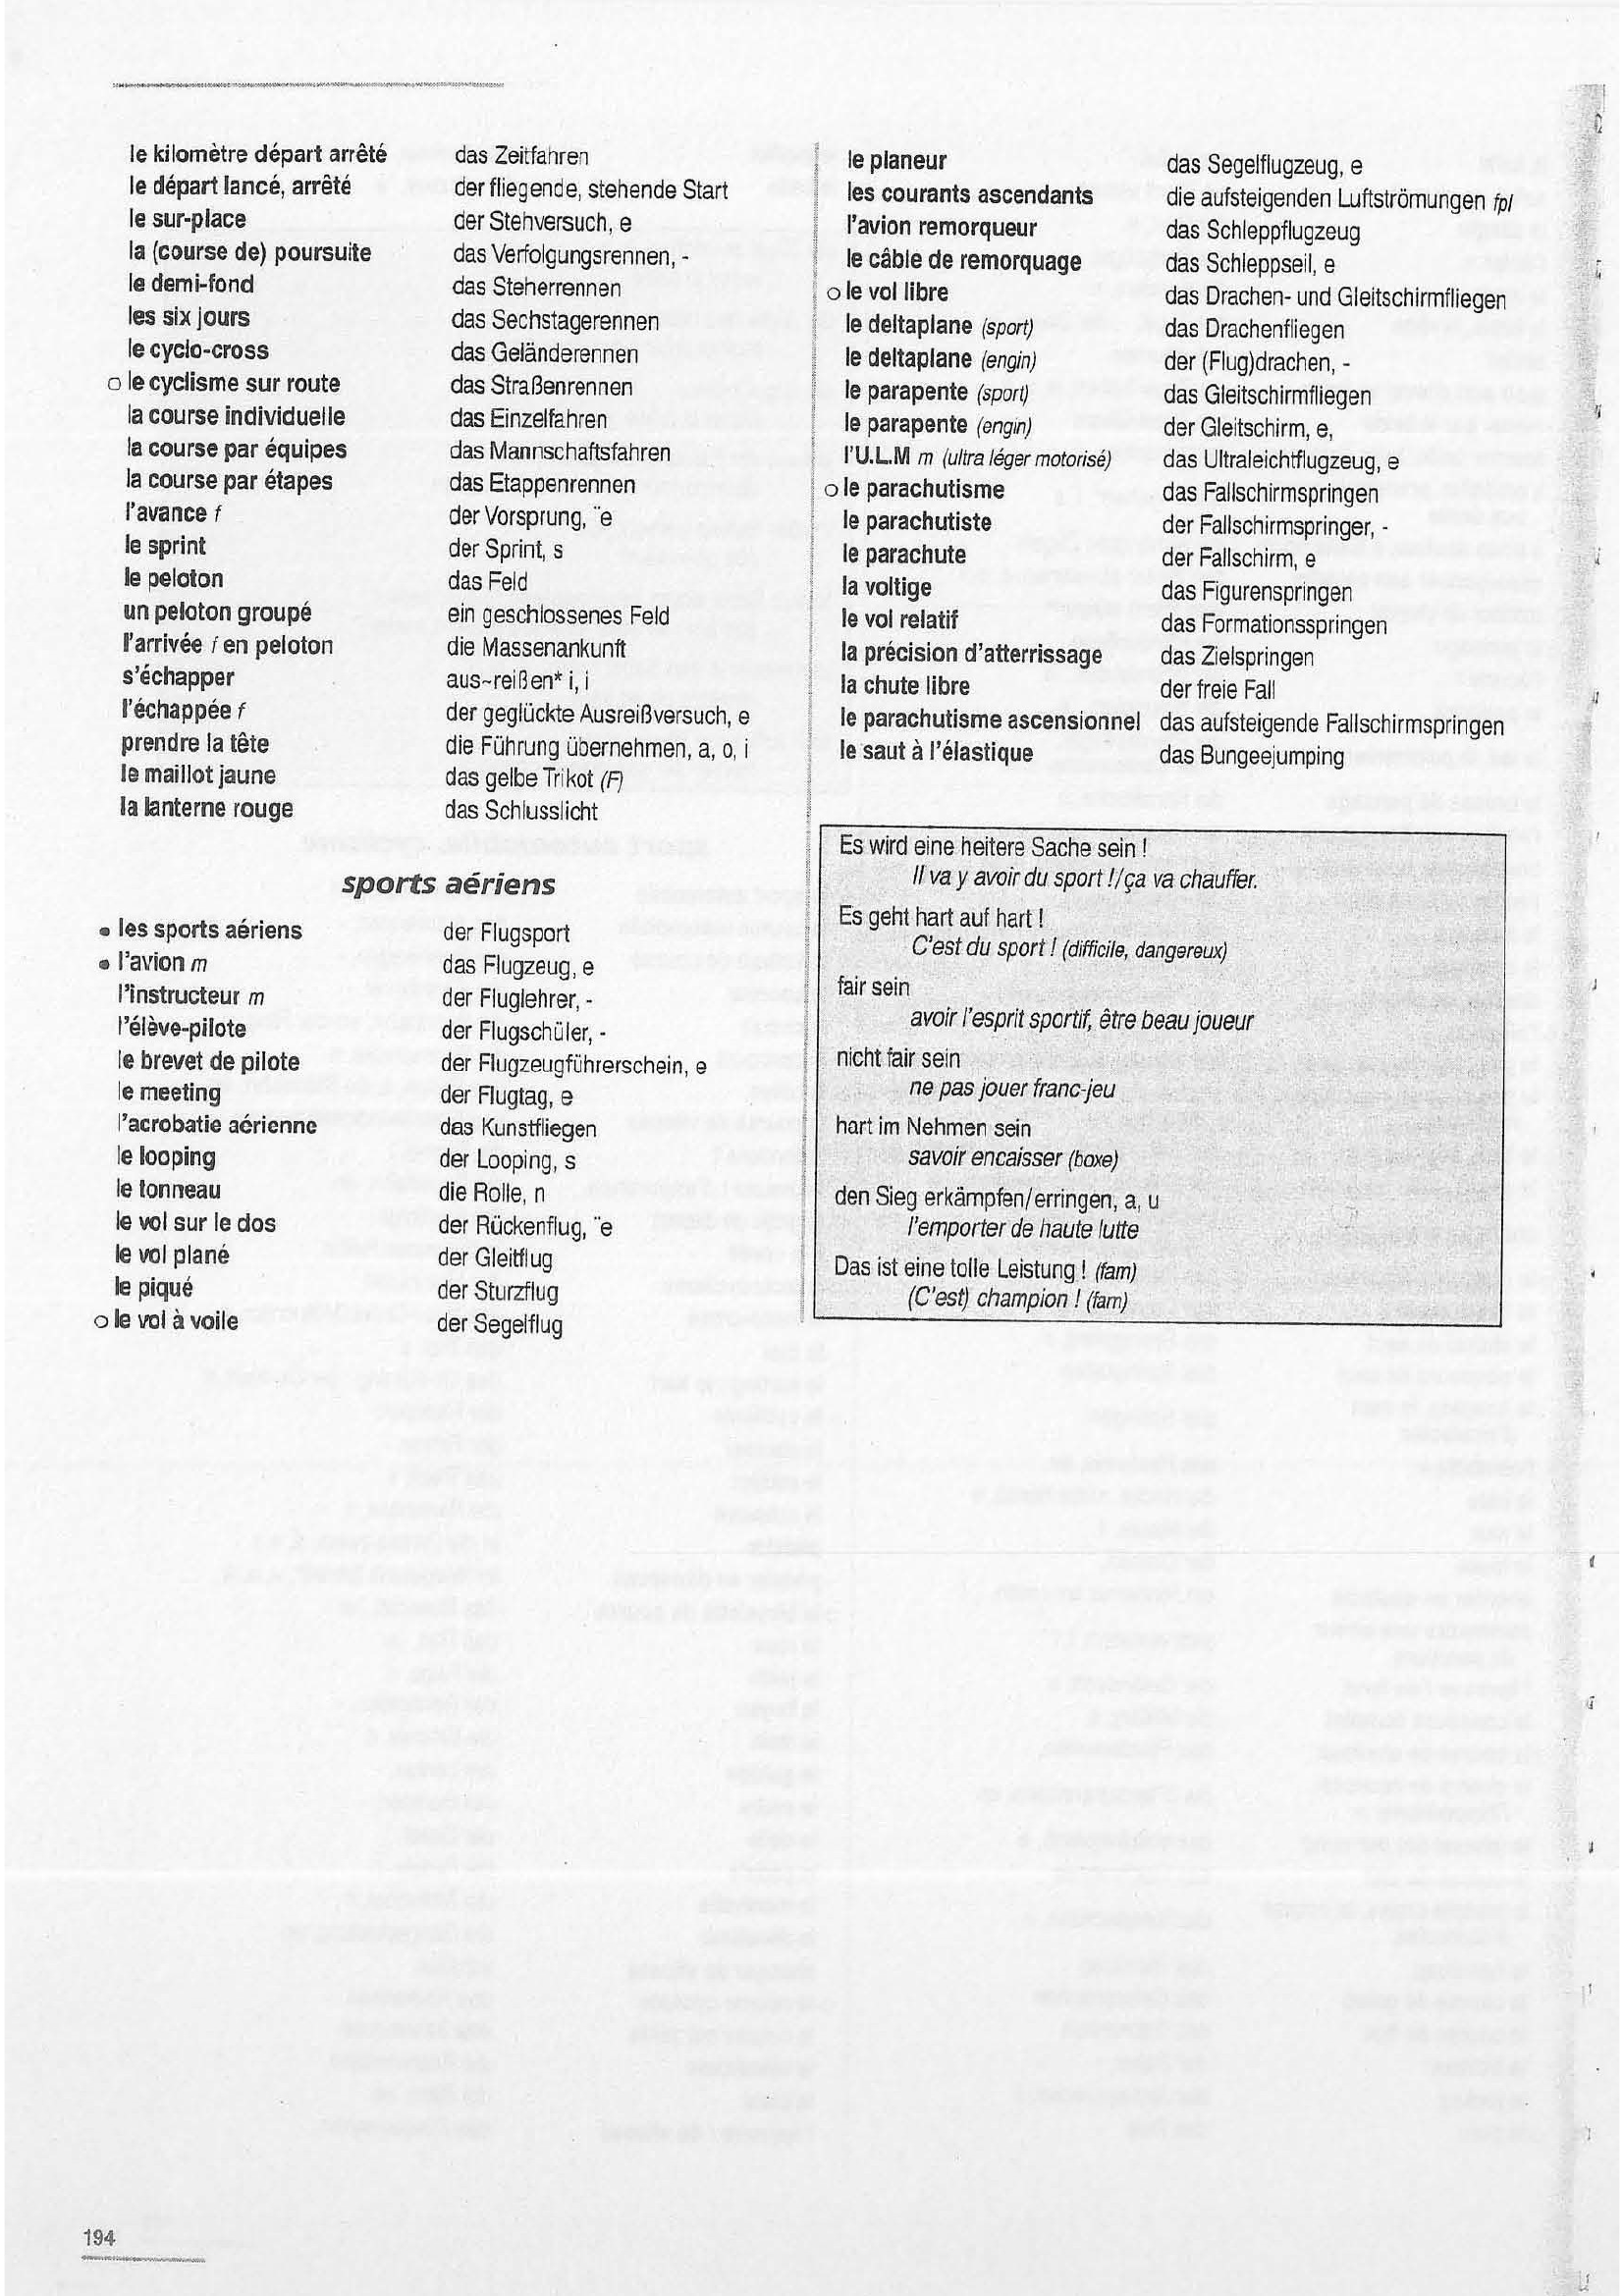 le kilomètre départ arrêté das Zeitfahren
le départ lancé, arrêté der fliegende, stehende Start
le sur-place der Stehversuch, e
la (course de) poursuite das Verfolgungsrennen, -
le demi-fond das Steherrennen
les six jours das Sechstagerennen
le cyclo-cross das Geländerennen
o le cyclisme sur route das Straßenrennen
la course individuelle das Einzelfahren
la course par équipes das Mannschaftsfahren
la course par étapes das Etappenrennen
l'avance f der Vorsprung, ¨e
le sprint der Sprint, s
le peloton das Feld
un peloton groupé ein geschlossenes Feld
l'arrivée f en peloton die Massenankunft
s'échapper aus~reißen* i, i
l'échappée f der geglückte Ausreißversuch, e
prendre la tête die Führung übernehmen, a, o, i
le maillot jaune das gelbe Trikot (F)
la lanterne rouge das Schlusslicht
sports aériens
• les sports aériens der Flugsport
• l'avion m das Flugzeug, e
l'instructeur m der Fluglehrer, -
l'élève-pilote der Flugschüler, -
le brevet de pilote der Flugzeugführerschein, e
le meeting der Flugtag, e
l'acrobatie aérienne das Kunstfliegen
le looping der Looping, s
le tonneau die Rolle, n
le vol sur le dos der Rückenflug, ¨e
le vol plané der Gleitflug
le piqué der Sturzflug
o le vol à voile der Segelflug
le planeur das Segelflugzeug, e
les courants ascendants die aufsteigenden Luftströmungen fpl
l'avion remorqueur das Schleppflugzeug
le câble de remorquage das Schleppseil, e
o le vol libre das Drachen- und Gleitschirmfliegen
le deltaplane (sport) das Drachenfliegen
le deltaplane (engin) der (Flug)drachen, -
le parapente (sport) das Gleitschirmfliegen
le parapente (engin) der Gleitschirm, e,
l'U.L.M m (ultra léger motorisé) das Ultraleichtflugzeug, e
o le parachutisme das Fallschirmspringen
le parachutiste der Fallschirmspringer, -
le parachute der Fallschirm, e
la voltige das Figurenspringen
le vol relatif das Formationsspringen
la précision d'atterrissage das Zielspringen
la chute libre der freie Fall
le parachutisme ascensionnel das aufsteigende Fallschirmspringen
le saut à l'élastique das Bungeejumping
Es wird eine heitere Sache sein !
Il va y avoir du sport !/ça va chauffer.
Es geht hart auf hart !
C'est du sport ! (difficile, dangereux)
fair sein
avoir l'esprit sportif, être beau joueur
nicht fair sein
ne pas jouer franc-jeu
hart im Nehmen sein
savoir encaisser (boxe)
den Sieg erkämpfen/erringen, a, u
l'emporter de haute lutte
Das ist eine tolle Leistung ! (fam)
(C'est) champion ! (fam)
194